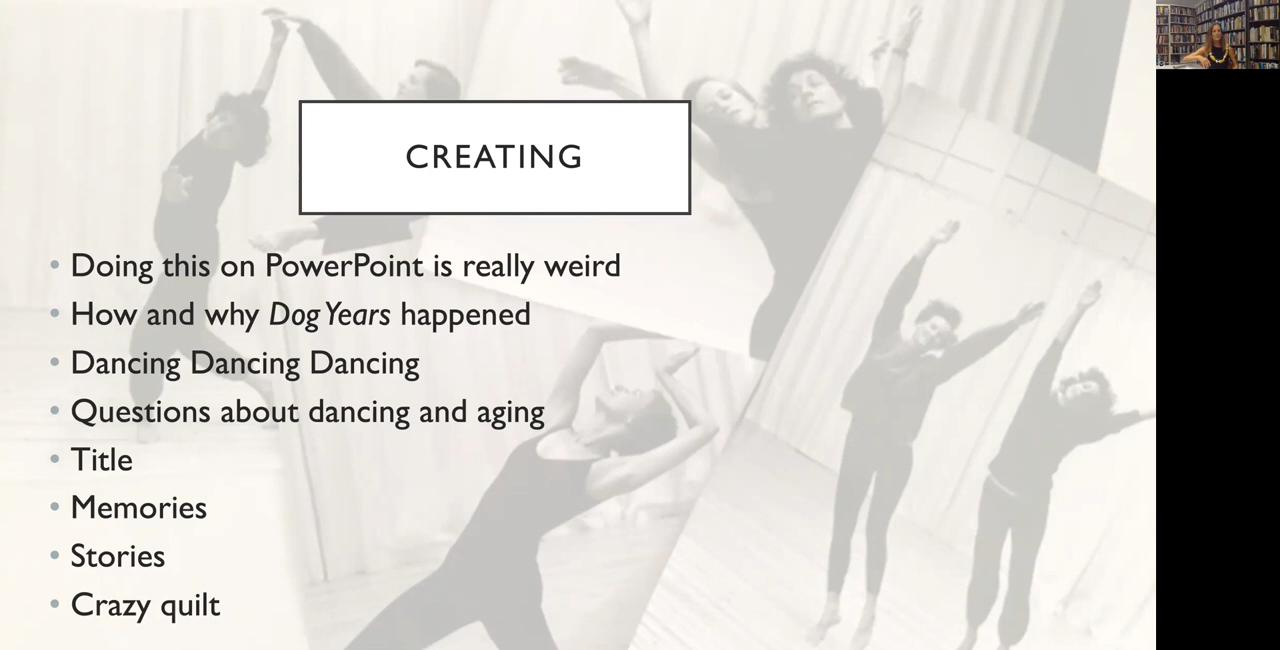 CREATING
Doing this on PowerPoint is really weird
How and why Dog Years happened
Dancing Dancing Dancing
Questions about dancing and aging
Title
Memories
Stories
Crazy quilt